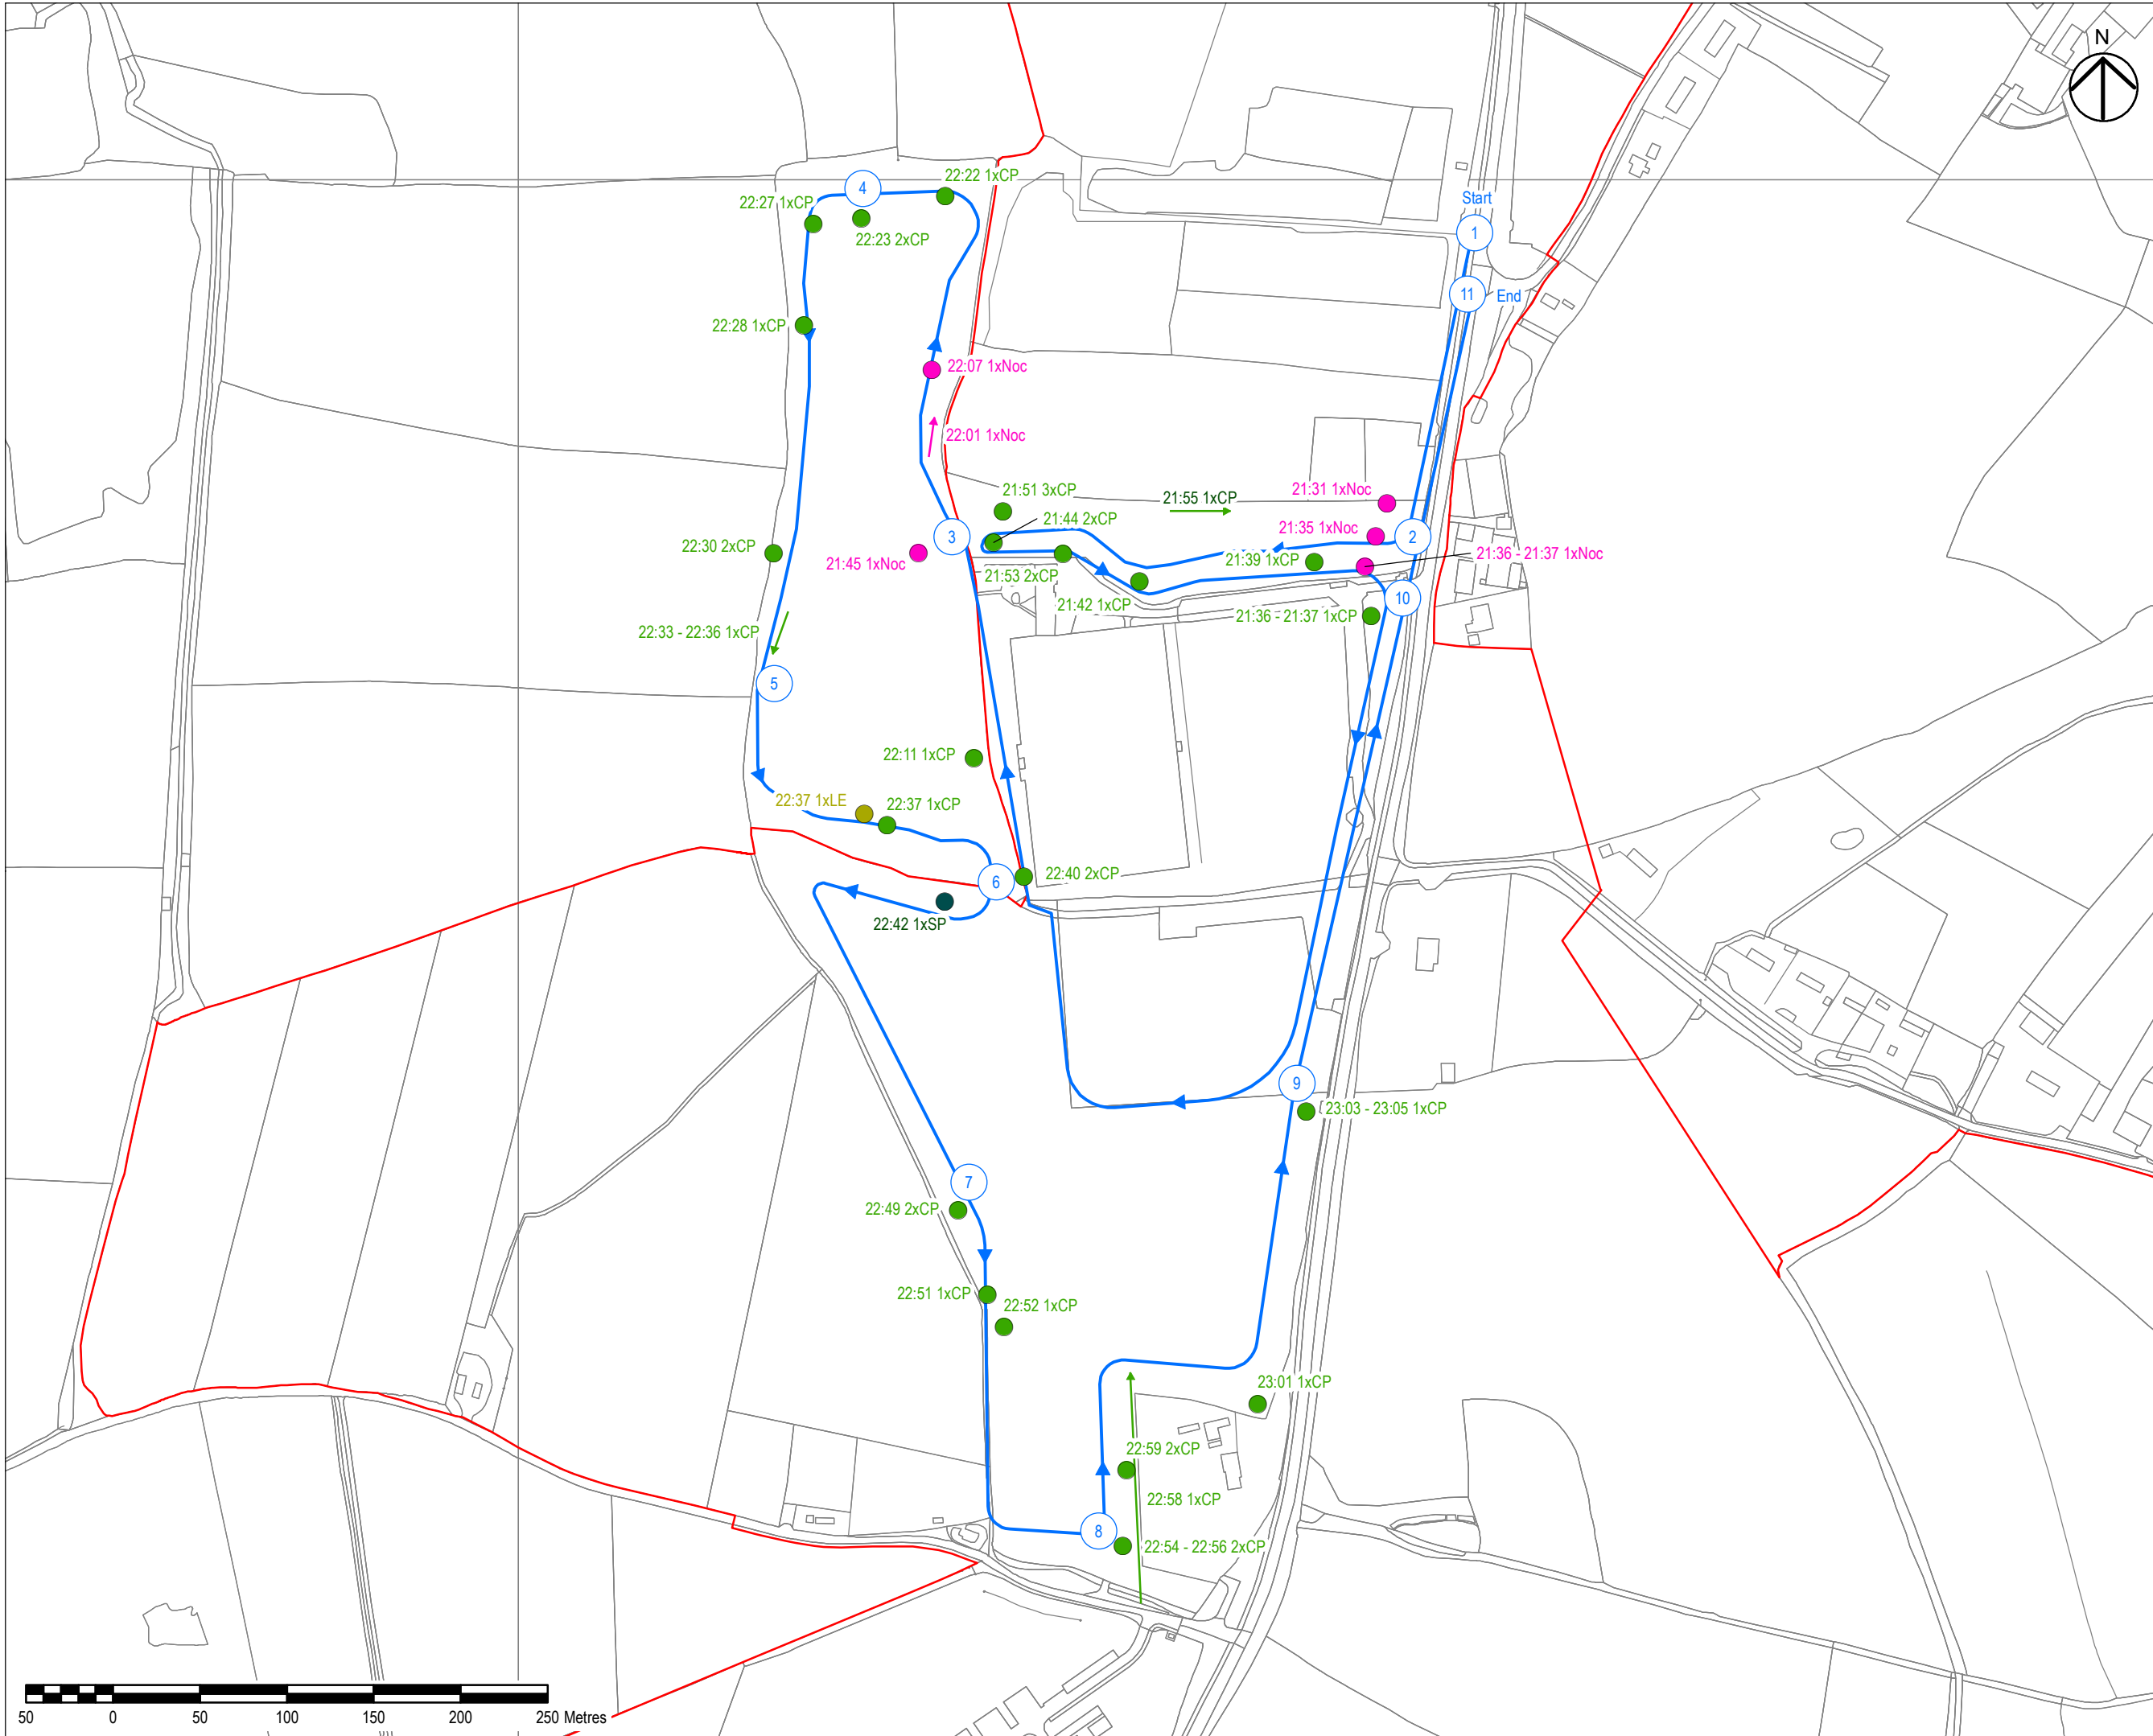 N
22:22 1xCP
4
22:27 1xCP
Start
22:23 2xCP
1
11
End
22:28 1xCP
22:07 1xNoc
22:01 1xNoc
21:51 3xCP
21:55 1xCP
21:31 1xNoc
21:44 2xCP
21:35 1xNoc
3
2
22:30 2xCP
21:45 1xNoc
21:39 1xCP
21:36 - 21:37 1xNoc
21:53 2xCP
21:42 1xCP
10
21:36 - 21:37 1xCP
22:33 - 22:36 1xCP
5
22:11 1xCP
22:37 1xLE
22:37 1xCP
6
22:40 2xCP
22:42 1xSP
9
23:03 - 23:05 1xCP
7
22:49 2xCP
22:51 1xCP
22:52 1xCP
23:01 1xCP
22:59 2xCP
22:58 1xCP
8
22:54 - 22:56 2xCP
50 0 50 100 150 200 250 Metres